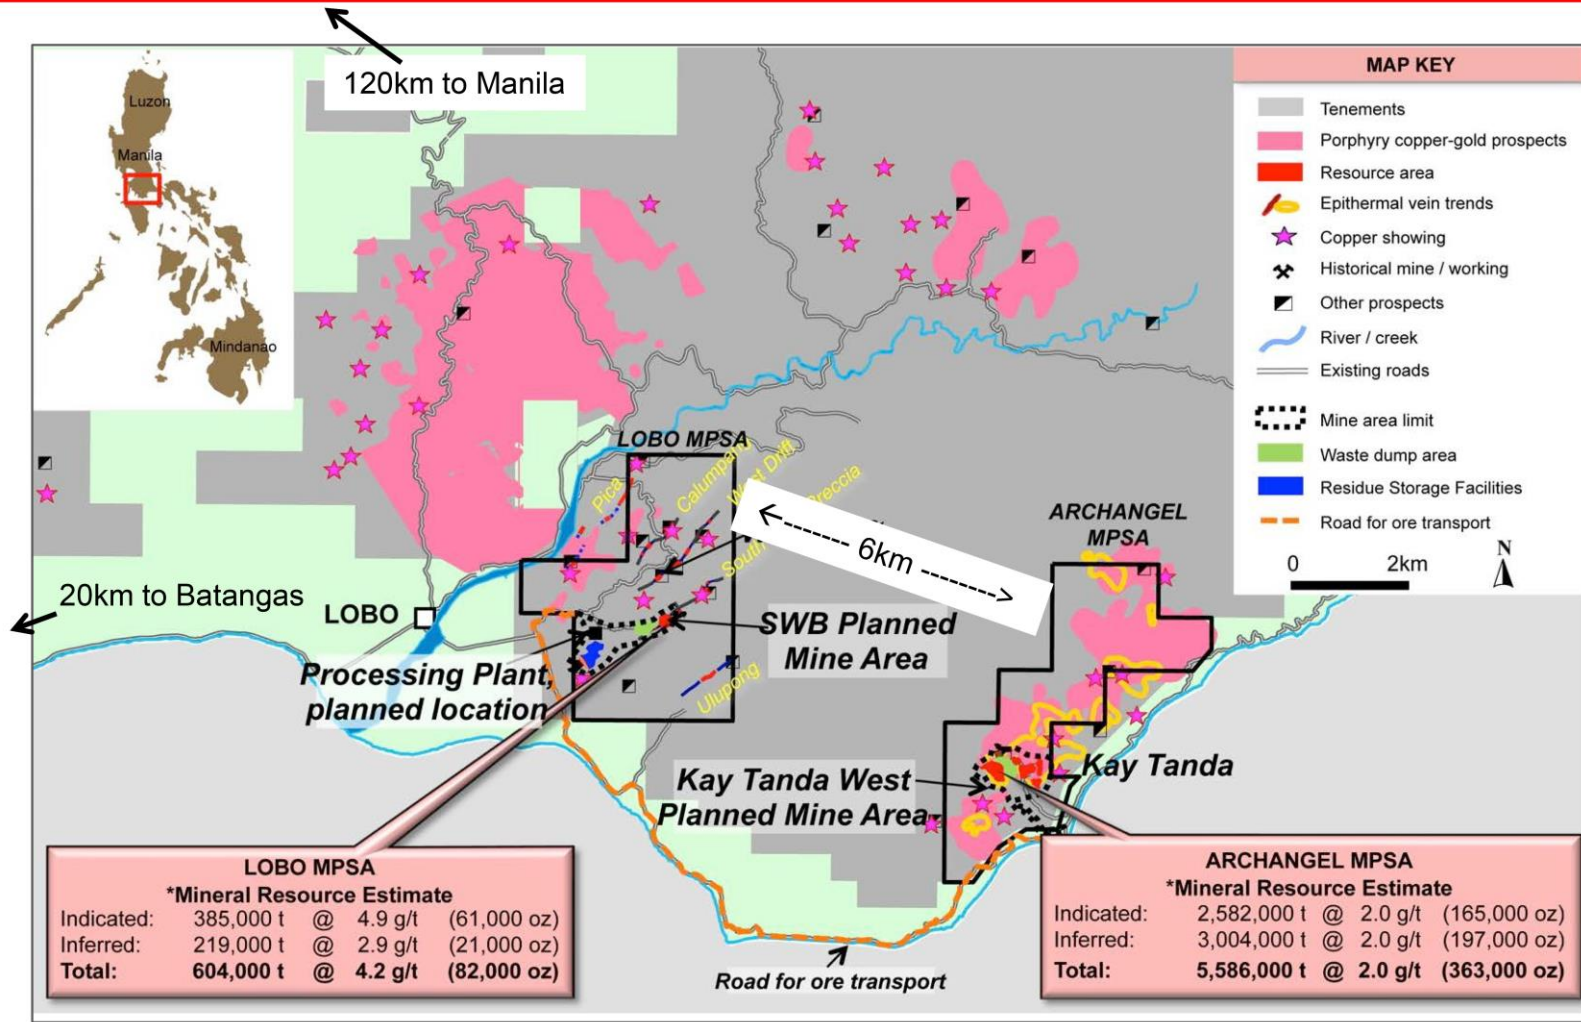 120km to Manila
Luzon
Manila
Mindanao
MAP KEY
Tenements
Porphyry copper-gold prospects
Resource area
Epithermal vein trends
Copper showing
Historical mine / working
Other prospects
River / creek
Existing roads
Mine area limit
Waste dump area
Residue Storage Facilities
Road for ore transport
0 2km
N
LOBO MPSA
Pica
Calumpang
West Drift
South
Breccia
6km
ARCHANGEL
MPSA
20km to Batangas
LOBO
SWB Planned
Mine Area
Processing Plant,
planned location
Ulupong
Kay Tanda West
Planned Mine Area
Kay Tanda
Road for ore transport
LOBO MPSA
*Mineral Resource Estimate
Indicated: 385,000 t @ 4.9 g/t (61,000 oz)
Inferred: 219,000 t @ 2.9 g/t (21,000 oz)
Total: 604,000 t @ 4.2 g/t (82,000 oz)
ARCHANGEL MPSA
*Mineral Resource Estimate
Indicated: 2,582,000 t @ 2.0 g/t (165,000 oz)
Inferred: 3,004,000 t @ 2.0 g/t (197,000 oz)
Total: 5,586,000 t @ 2.0 g/t (363,000 oz)